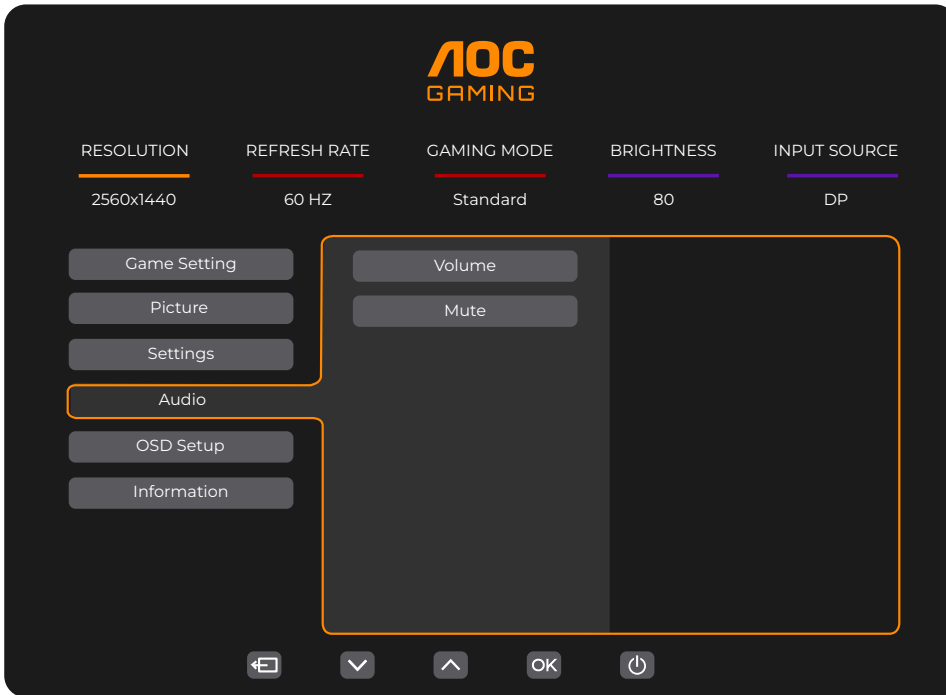 AOC
GAMING
RESOLUTION REFRESH RATE GAMING MODE BRIGHTNESS INPUT SOURCE
2560x1440 60 HZ Standard 80 DP
Game Setting
Volume
Picture
Mute
Settings
Audio
OSD Setup
Information
OK